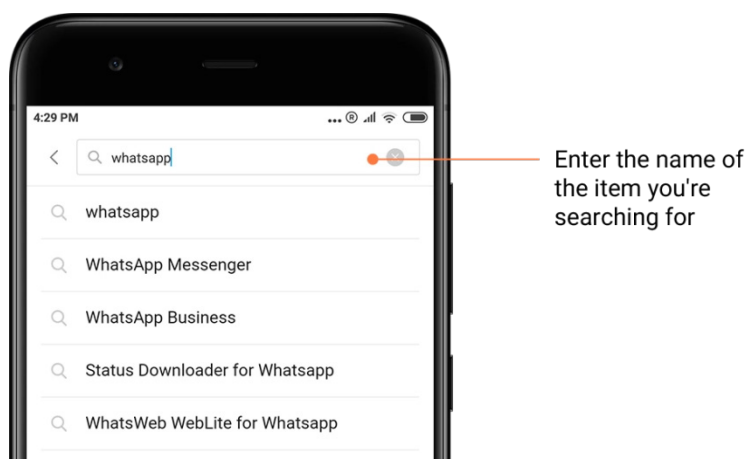 4:29 PM
whatsapp
whatsapp
WhatsApp Messenger
WhatsApp Business
Status Downloader for Whatsapp
WhatsWeb WebLite for Whatsapp
Enter the name of
the item you're
searching for